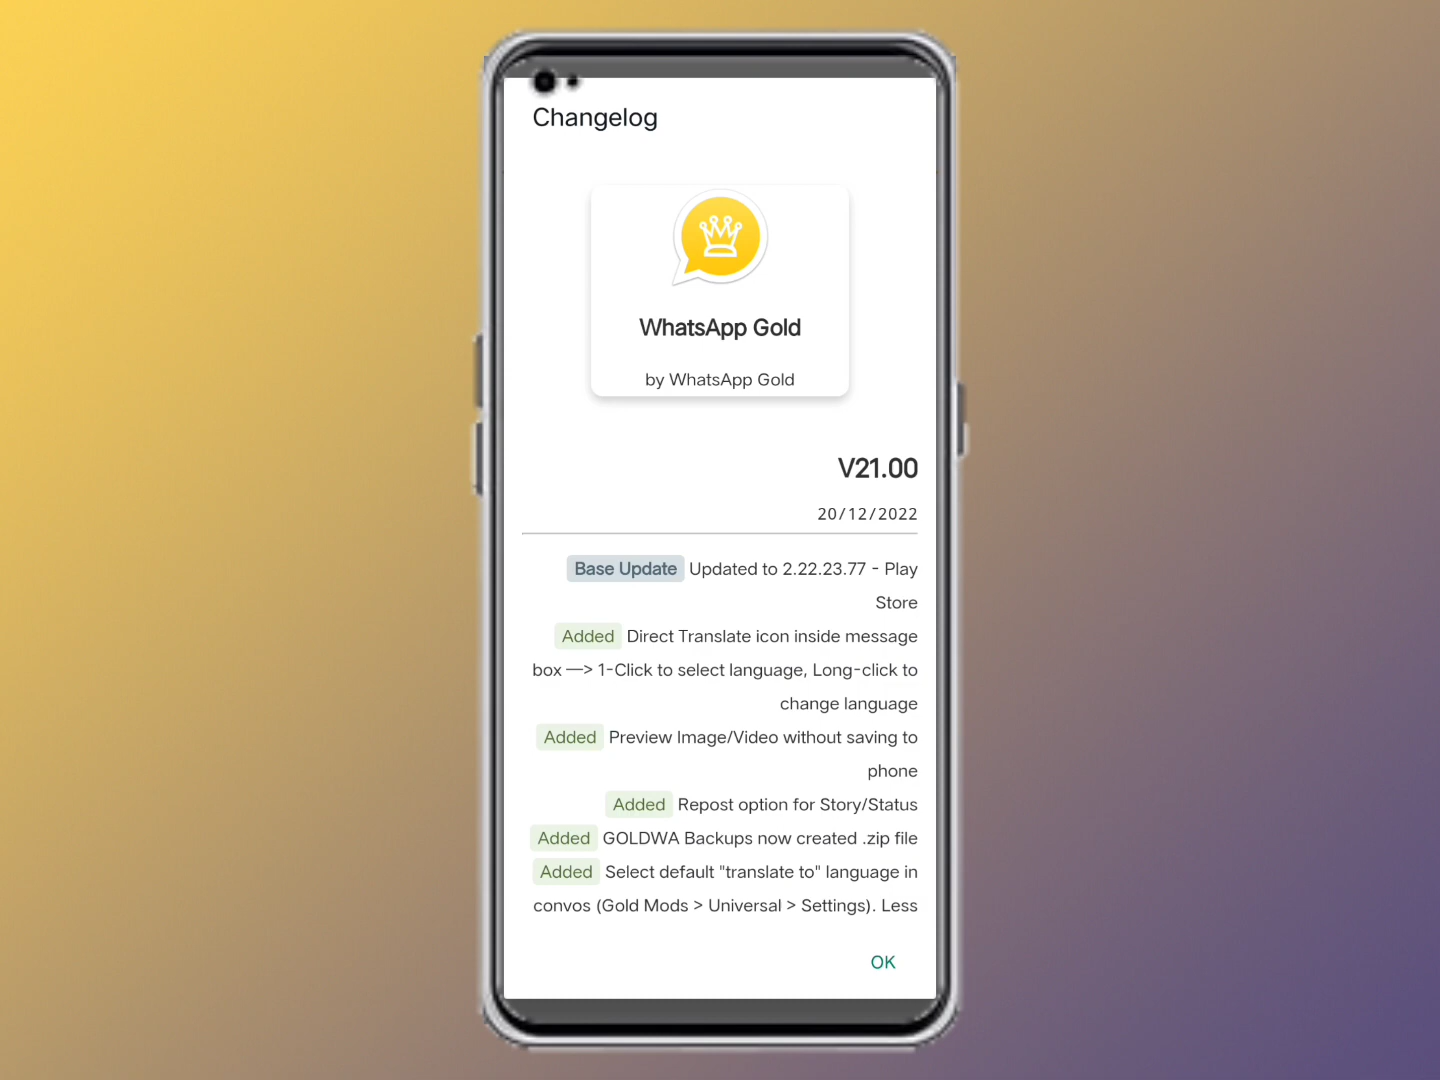 Changelog
WhatsApp Gold
by WhatsApp Gold
V21.00
20/12/2022
Base Update Updated to 2.22.23.77 - Play
Store
Added Direct Translate icon inside message
box —> 1-Click to select language, Long-click to
change language
Added Preview Image/Video without saving to
phone
Added Repost option for Story/Status
Added GOLDWA Backups now created .zip file
Added Select default "translate to" language in
convos (Gold Mods > Universal > Settings). Less
OK